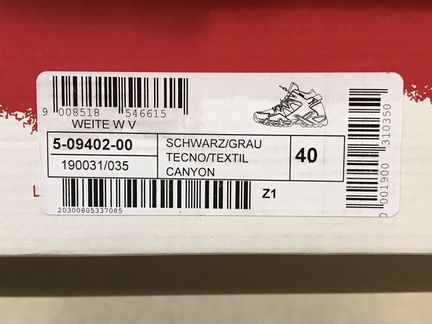 9 008518 546615
WEITE W V
5-09402-00
190031/035
SCHWARZ/GRAU
TECNO/TEXTIL
CANYON
40
20300805337085
Z1
0 001900 310350
L